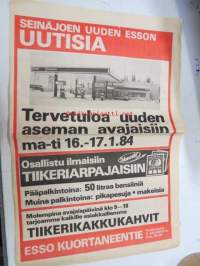 SEINÄJOEN UUDEN ESSON
UUTISIA
Tervetuloa uuden
aseman avajaisiin
ma-ti 16.-17.1.84
Osallistu ilmaisiin
TIIKERIARPAJAISIIN
Pääpalkintoina: 50 litraa bensiiniä
Muina palkintoina: pikapesuja • makeisia
Molempina avajaispäivinä klo 9-18
tarjoamme kaikille asiakkaillemme
TIIKERIKAKKUKAHVIT
ESSO KUORTANEENTIE